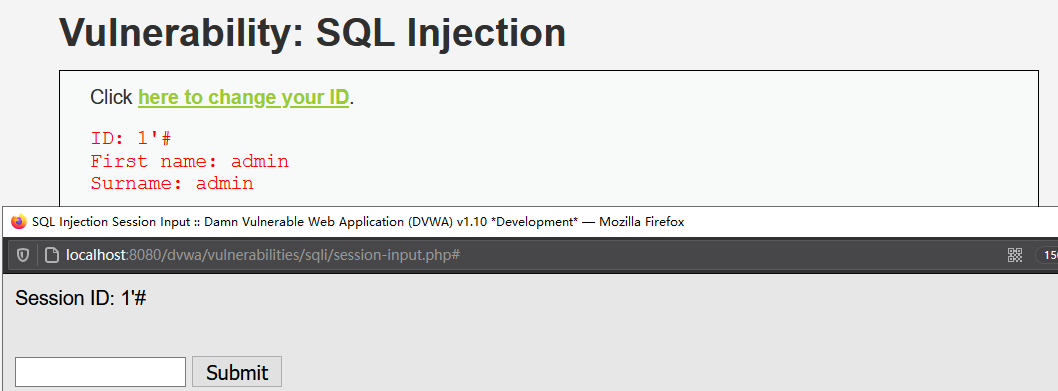 Vulnerability: SQL Injection
Click here to change your ID.
ID: 1'#
First name: admin
Surname: admin
SQL Injection Session Input :: Damn Vulnerable Web Application (DVWA) v1.10 *Development* — Mozilla Firefox
localhost:8080/dvwa/vulnerabilities/sqli/session-input.php#
Session ID: 1'#
Submit